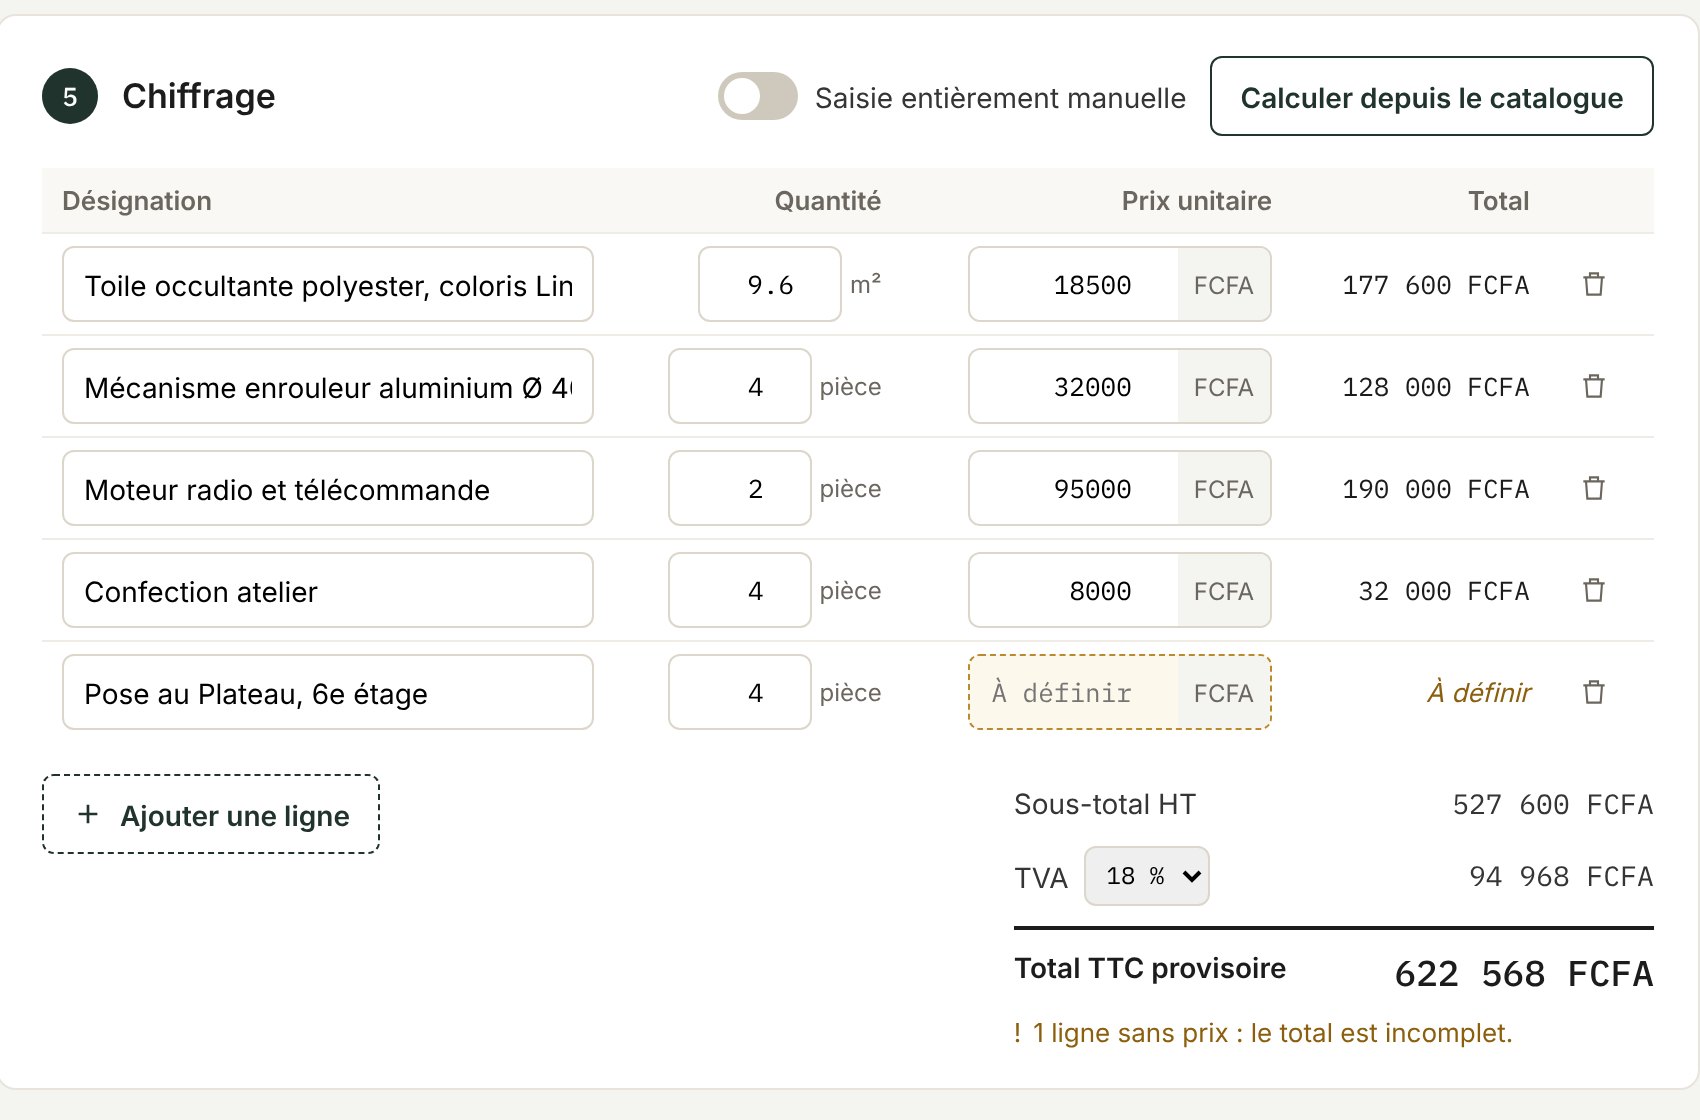 5 Chiffrage Saisie entièrement manuelle Calculer depuis le catalogue
Désignation Quantité Prix unitaire Total
Toile occultante polyester, coloris Lin 9.6 m² 18500 FCFA 177 600 FCFA
Mécanisme enrouleur aluminium Ø 4 4 pièce 32000 FCFA 128 000 FCFA
Moteur radio et télécommande 2 pièce 95000 FCFA 190 000 FCFA
Confection atelier 4 pièce 8000 FCFA 32 000 FCFA
Pose au Plateau, 6e étage 4 pièce À définir FCFA À définir
+ Ajouter une ligne
Sous-total HT 527 600 FCFA
TVA 18 % 94 968 FCFA
Total TTC provisoire 622 568 FCFA
! 1 ligne sans prix : le total est incomplet.